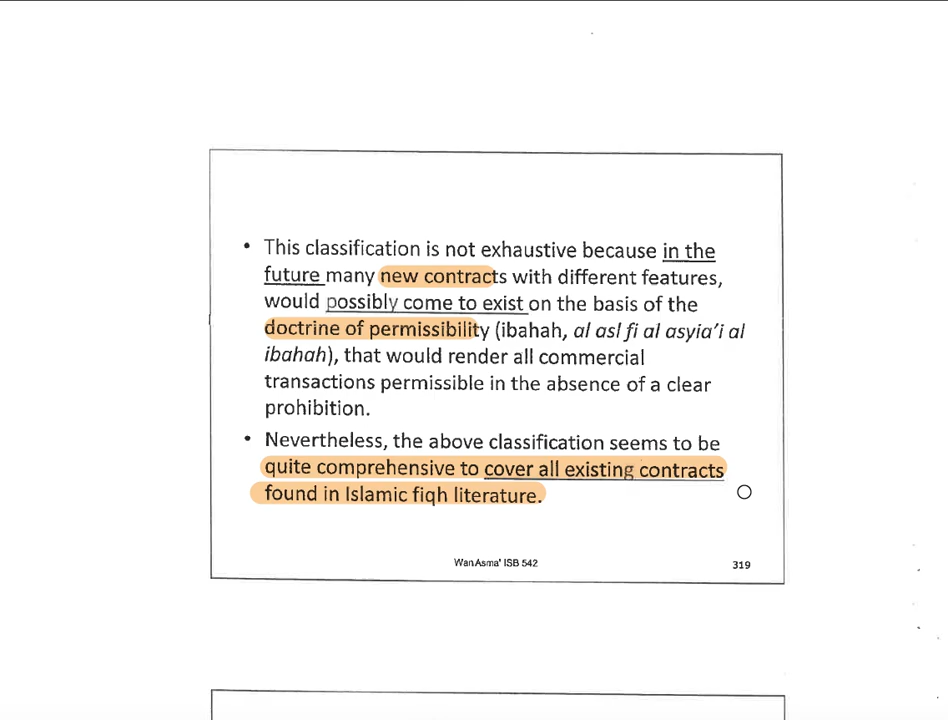 • This classification is not exhaustive because in the
future many new contracts with different features,
would possibly come to exist on the basis of the
doctrine of permissibility (ibahah, al asl fi al asyia'i al
ibahah), that would render all commercial
transactions permissible in the absence of a clear
prohibition.
• Nevertheless, the above classification seems to be
quite comprehensive to cover all existing contracts
found in Islamic fiqh literature.
WanAsma' ISB 542
319